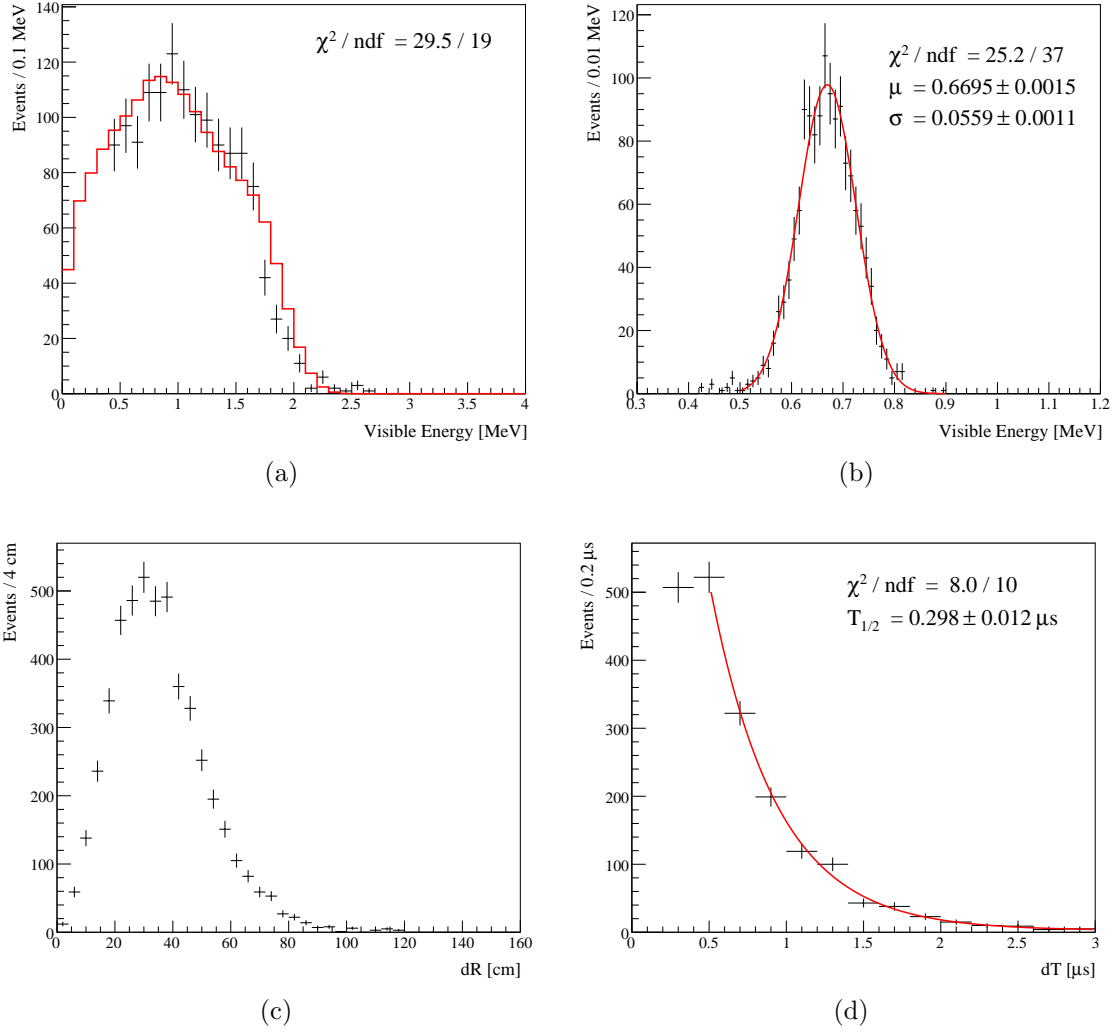 Events / 0.1 MeV
140
120
100
80
60
40
20
0
χ² / ndf = 29.5 / 19
0 0.5 1 1.5 2 2.5 3 3.5 4
Visible Energy [MeV]
(a)
Events / 0.01 MeV
120
100
80
60
40
20
0
χ² / ndf = 25.2 / 37
μ = 0.6695 ± 0.0015
σ = 0.0559 ± 0.0011
0.3 0.4 0.5 0.6 0.7 0.8 0.9 1 1.1 1.2
Visible Energy [MeV]
(b)
Events / 4 cm
500
400
300
200
100
0
0 20 40 60 80 100 120 140 160
dR [cm]
(c)
Events / 0.2 μs
500
400
300
200
100
0
χ² / ndf = 8.0 / 10
T₁/₂ = 0.298 ± 0.012 μs
0 0.5 1 1.5 2 2.5 3
dT [μs]
(d)